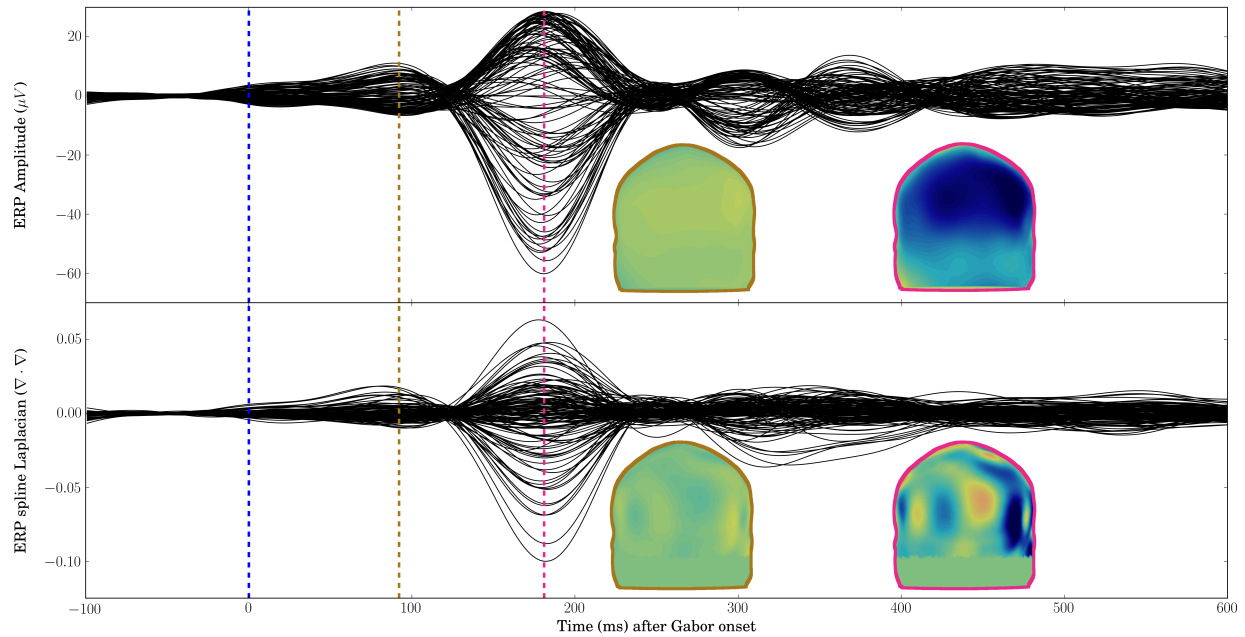 20
0
−20
−40
−60
ERP Amplitude (μV)
0.05
0.00
−0.05
−0.10
ERP spline Laplacian (∇ · ∇)
−100 0 100 200 300 400 500 600
Time (ms) after Gabor onset